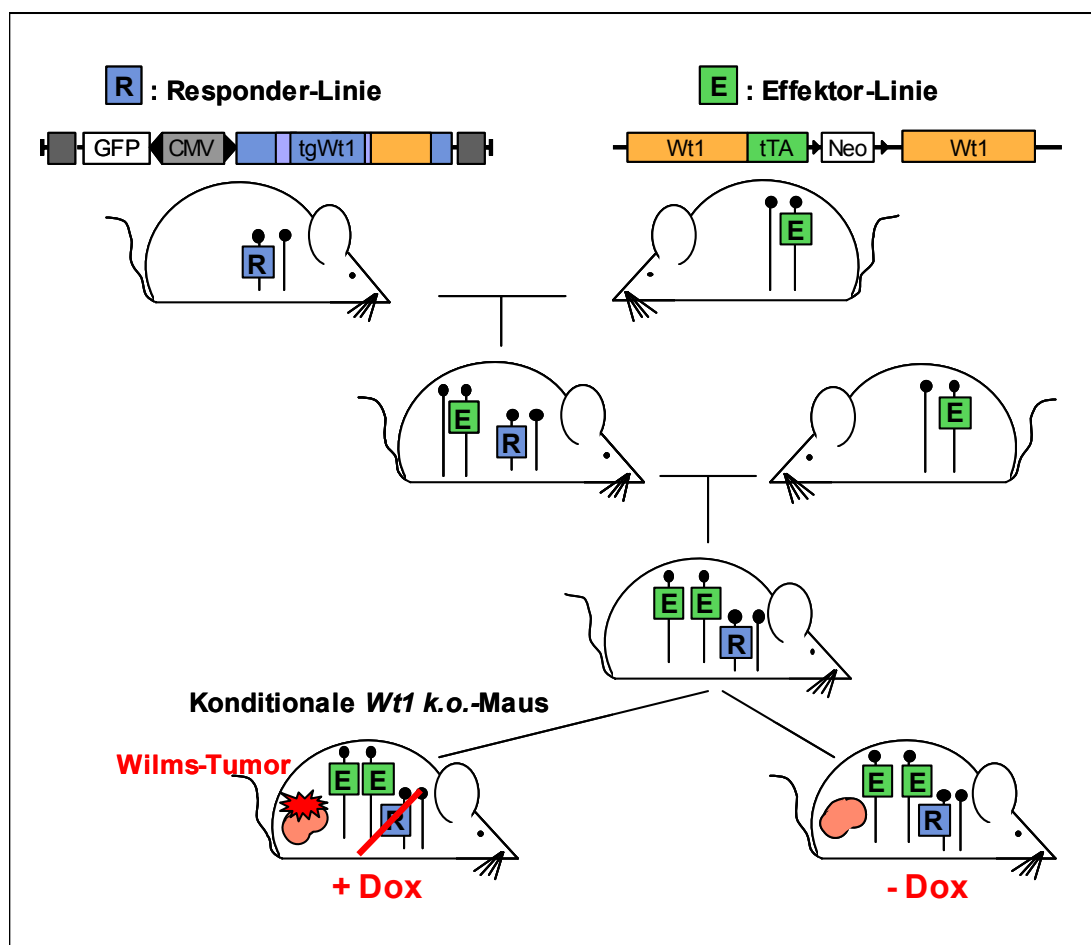 R : Responder-Linie
E : Effektor-Linie
GFP CMV tgWt1
Wt1 tTA Neo Wt1
R
E
E R
E
E E R
Konditionale Wt1 k.o.-Maus
Wilms-Tumor
E E R
E E R
+ Dox
- Dox